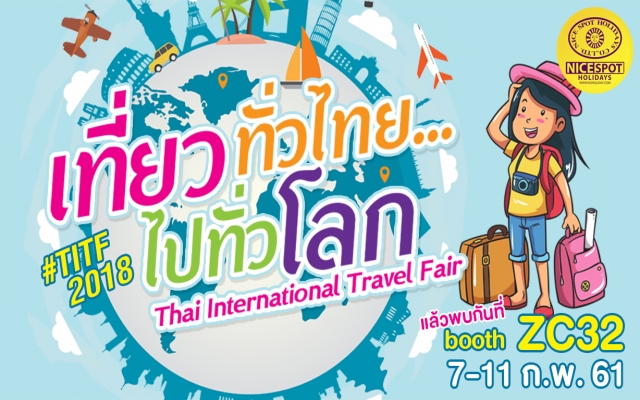 เที่ยวทั่วไทย...
ไปทั่วโลก
#TITF
2018
Thai International Travel Fair
NICESPOT
HOLIDAYS
แล้วพบกันที่
booth ZC32
7-11 ก.พ. 61